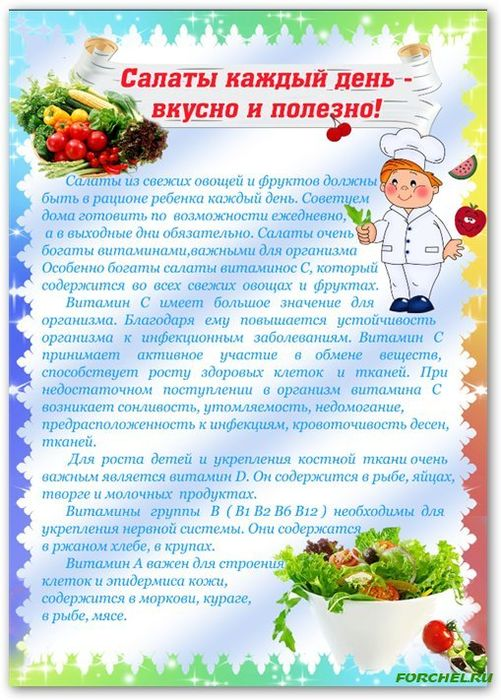 Салаты каждый день -
вкусно и полезно!
Салаты из свежих овощей и фруктов должны
быть в рационе ребенка каждый день. Советуем
дома готовить по возможности ежедневно,
а в выходные дни обязательно. Салаты очень
богаты витаминами,важными для организма
Особенно богаты салаты витаминос С, который
содержится во всех свежих овощах и фруктах.
Витамин С имеет большое значение для
организма. Благодаря ему повышается устойчивость
организма к инфекционным заболеваниям. Витамин С
принимает активное участие в обмене веществ,
способствует росту здоровых клеток и тканей. При
недостаточном поступлении в организм витамина С
возникает сонливость, утомляемость, недомогание,
предрасположенность к инфекциям, кровоточивость десен,
тканей.
Для роста детей и укрепления костной ткани очень
важным является витамин D. Он содержится в рыбе, яйцах,
творге и молочных продуктах.
Витамины группы В ( В1 В2 В6 В12 ) необходимы для
укрепления нервной системы. Они содержатся
в ржаном хлебе, в крупах.
Витамин А важен для строения
клеток и эпидермиса кожи,
содержится в моркови, кураге,
в рыбе, мясе.
FORCHEL.RU